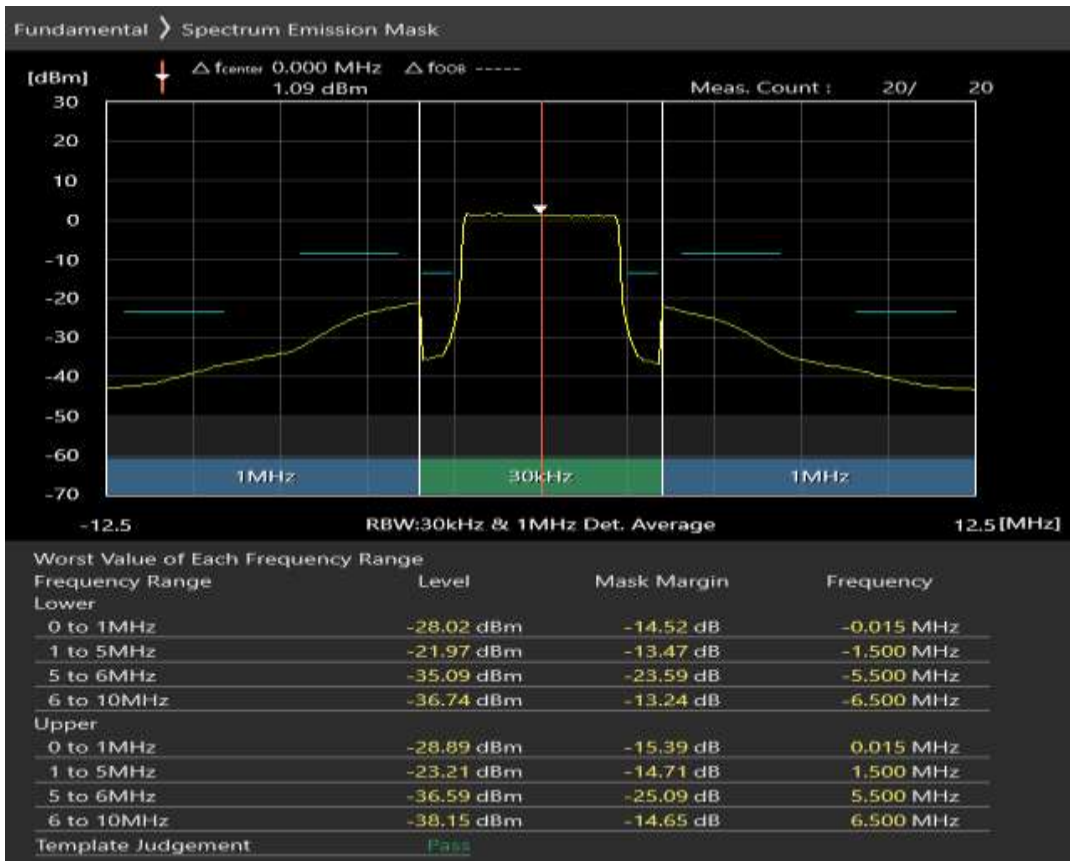 Fundamental ❯ Spectrum Emission Mask
[dBm] △ fcenter 0.000 MHz △ fOOB -----
1.09 dBm Meas. Count : 20/ 20
30
20
10
0
-10
-20
-30
-40
-50
-60
1MHz 30kHz 1MHz
-70
-12.5 RBW:30kHz & 1MHz Det. Average 12.5 [MHz]
Worst Value of Each Frequency Range
Frequency Range Level Mask Margin Frequency
Lower
0 to 1MHz -28.02 dBm -14.52 dB -0.015 MHz
1 to 5MHz -21.97 dBm -13.47 dB -1.500 MHz
5 to 6MHz -35.09 dBm -23.59 dB -5.500 MHz
6 to 10MHz -36.74 dBm -13.24 dB -6.500 MHz
Upper
0 to 1MHz -28.89 dBm -15.39 dB 0.015 MHz
1 to 5MHz -23.21 dBm -14.71 dB 1.500 MHz
5 to 6MHz -36.59 dBm -25.09 dB 5.500 MHz
6 to 10MHz -38.15 dBm -14.65 dB 6.500 MHz
Template Judgement Pass